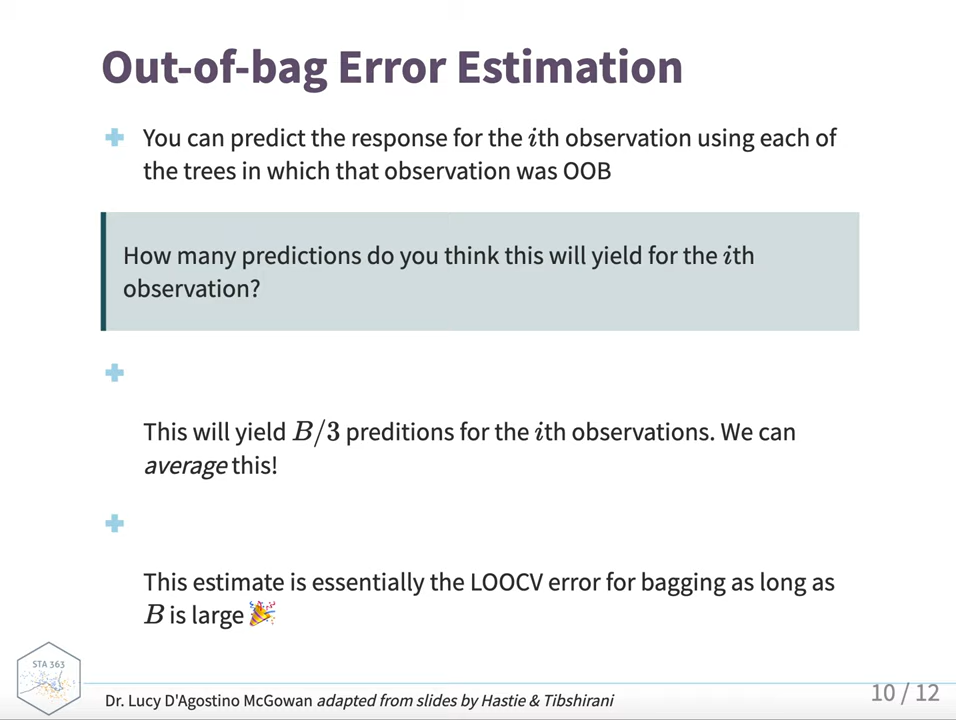 Out-of-bag Error Estimation
You can predict the response for the ith observation using each of
the trees in which that observation was OOB
How many predictions do you think this will yield for the ith
observation?
This will yield B/3 preditions for the ith observations. We can
average this!
This estimate is essentially the LOOCV error for bagging as long as
B is large 🎉
STA 363
Dr. Lucy D'Agostino McGowan adapted from slides by Hastie & Tibshirani
10 / 12